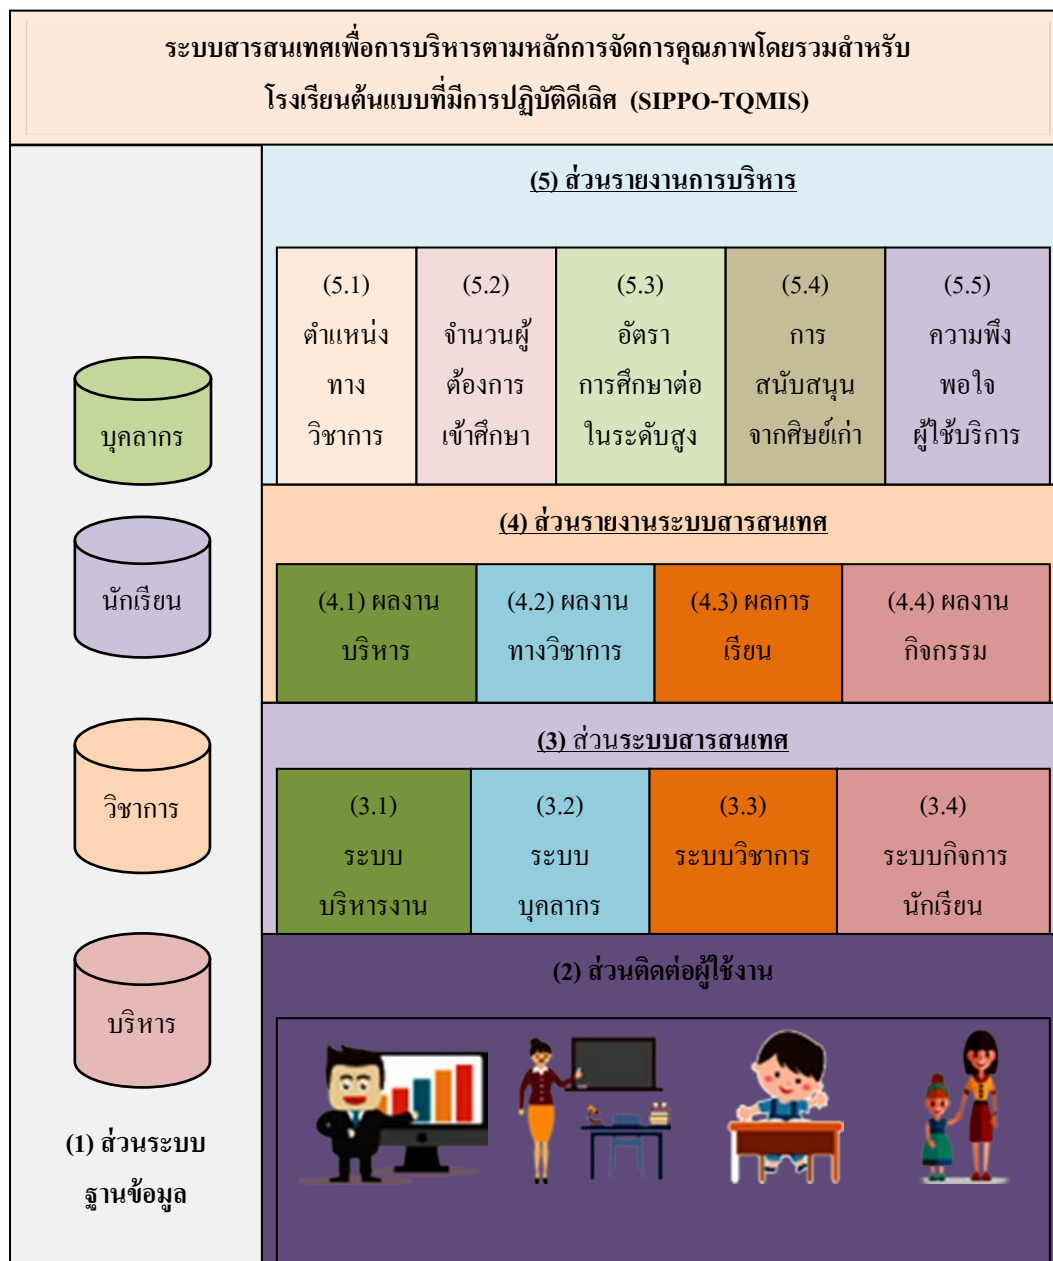 ระบบสารสนเทศเพื่อการบริหารตามหลักการจัดการคุณภาพโดยรวมสำหรับ
โรงเรียนต้นแบบที่มีการปฏิบัติดีเลิศ (SIPPO-TQMIS)
(5) ส่วนรายงานการบริหาร
(5.1)
ตำแหน่ง
ทาง
วิชาการ
(5.2)
จำนวนผู้
ต้องการ
เข้าศึกษา
(5.3)
อัตรา
การศึกษาต่อ
ในระดับสูง
(5.4)
การ
สนับสนุน
จากศิษย์เก่า
(5.5)
ความพึง
พอใจ
ผู้ใช้บริการ
(4) ส่วนรายงานระบบสารสนเทศ
(4.1) ผลงาน
บริหาร
(4.2) ผลงาน
ทางวิชาการ
(4.3) ผลการ
เรียน
(4.4) ผลงาน
กิจกรรม
(3) ส่วนระบบสารสนเทศ
(3.1)
ระบบ
บริหารงาน
(3.2)
ระบบ
บุคลากร
(3.3)
ระบบวิชาการ
(3.4)
ระบบกิจการ
นักเรียน
(2) ส่วนติดต่อผู้ใช้งาน
บุคลากร
นักเรียน
วิชาการ
บริหาร
(1) ส่วนระบบ
ฐานข้อมูล